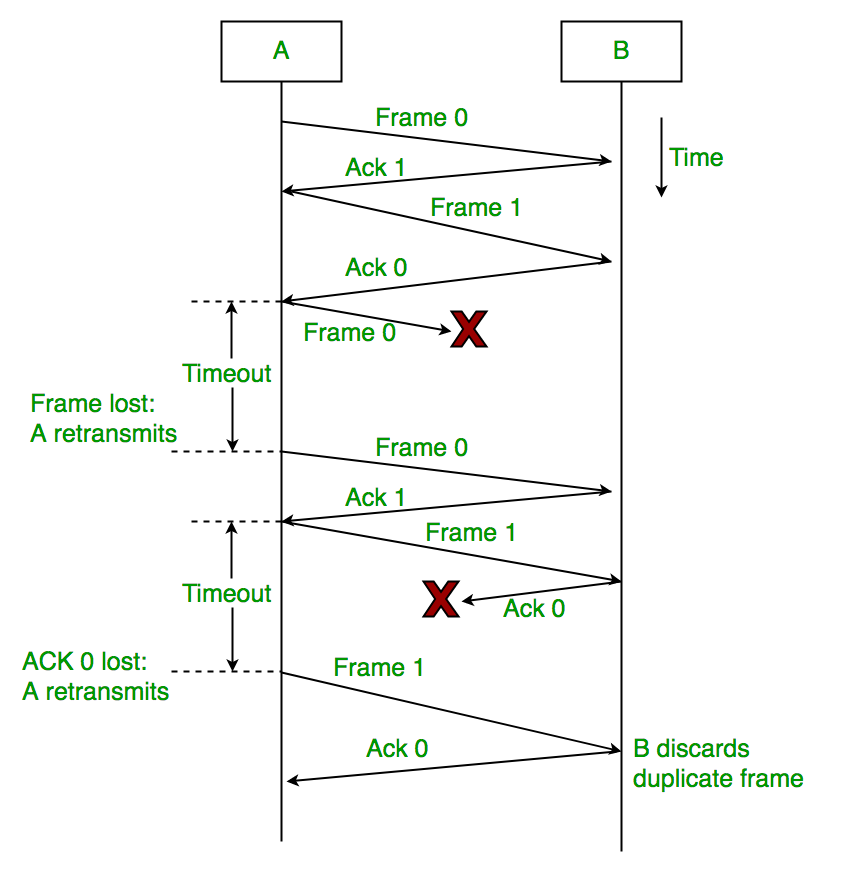 A
B
Frame 0
Time
Ack 1
Frame 1
Ack 0
Frame 0
Timeout
Frame lost:
A retransmits
Frame 0
Ack 1
Frame 1
Timeout
Ack 0
ACK 0 lost:
A retransmits
Frame 1
Ack 0
B discards
duplicate frame